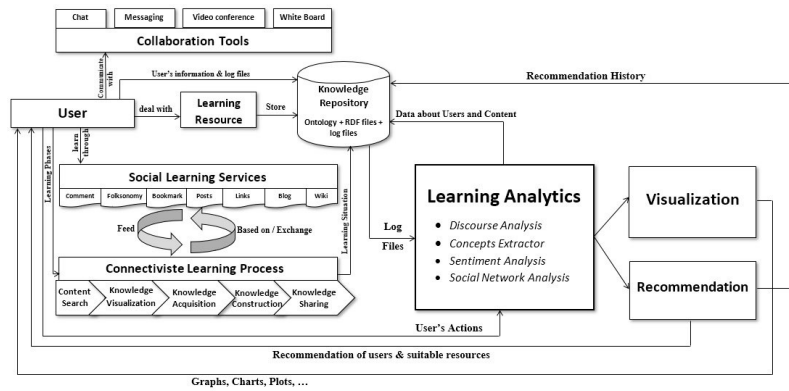 Chat
Messaging
Video conference
White Board
Collaboration Tools
Communicate
with
User's information & log files
Knowledge
Repository
Ontology + RDF files +
log files
Recommendation History
User
deal with
Learning
Resource
Store
Data about Users and Content
learn
through
Learning Phases
Social Learning Services
Comment
Folksonomy
Bookmark
Posts
Links
Blog
Wiki
Feed
Based on / Exchange
Learning Situation
Log
Files
Learning Analytics
• Discourse Analysis
• Concepts Extractor
• Sentiment Analysis
• Social Network Analysis
Visualization
Recommendation
Connectiviste Learning Process
Content
Search
Knowledge
Visualization
Knowledge
Acquisition
Knowledge
Construction
Knowledge
Sharing
User's Actions
Recommendation of users & suitable resources
Graphs, Charts, Plots, …